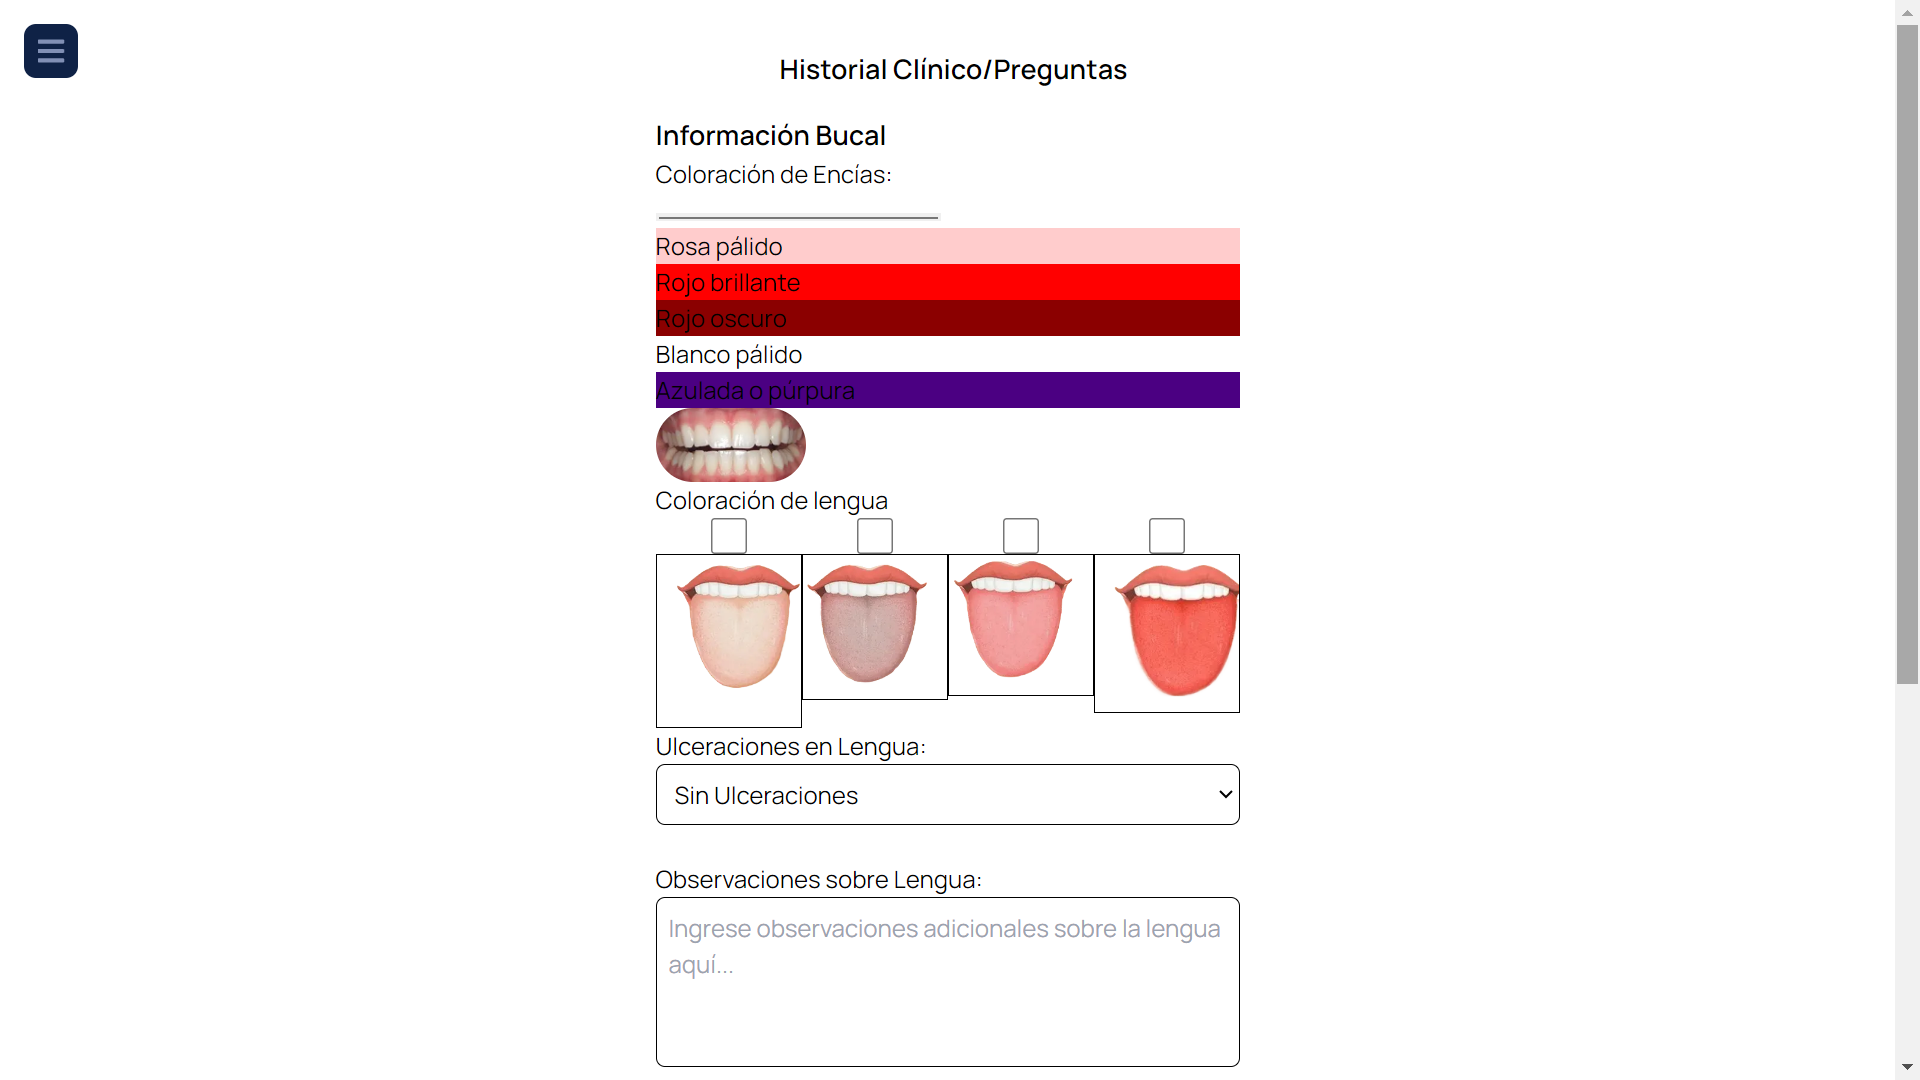 Historial Clínico/Preguntas
Información Bucal
Coloración de Encías:
Rosa pálido
Rojo brillante
Rojo oscuro
Blanco pálido
Azulada o púrpura
Coloración de lengua
Ulceraciones en Lengua:
Sin Ulceraciones
Observaciones sobre Lengua:
Ingrese observaciones adicionales sobre la lengua
aquí...